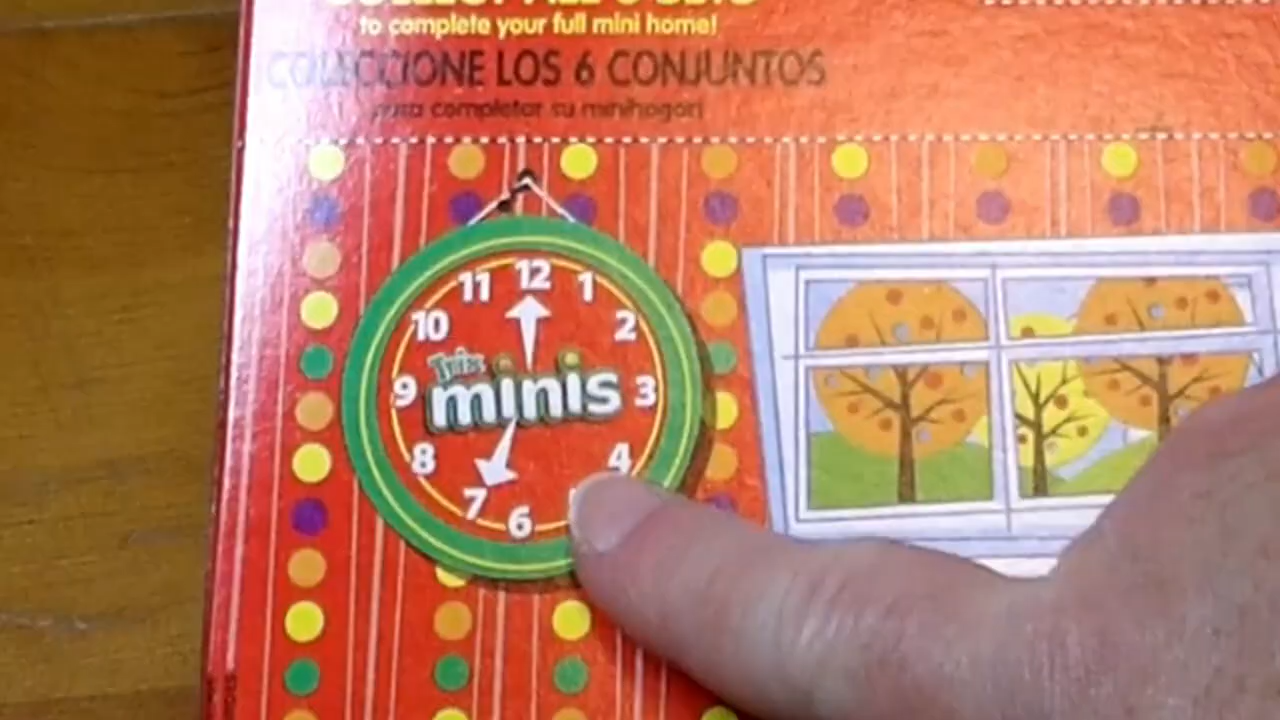 to complete your full mini home!
COLECCIONE LOS 6 CONJUNTOS
para completar su minihogar!
12
11 1
10 2
Trix
minis
9 3
8 4
7
6